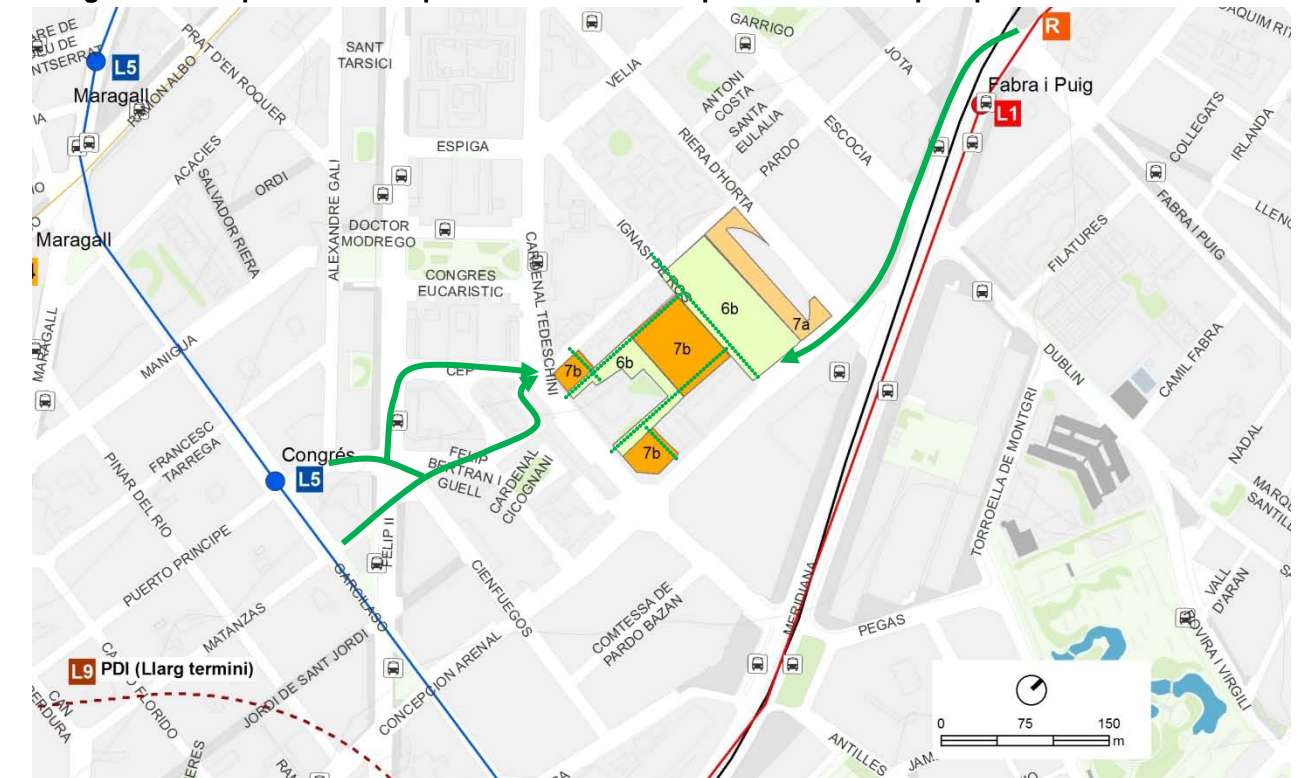 GARRIGO
R
SANT
TARSICI
L5
Maragall
PRAT D'EN ROQUER
RAMON ALBO
VELIA
JOTA
Fabra i Puig
L1
ANTONI
COSTA
SANTA
EULALIA
ESCOCIA
COLLEGATS
IRLANDA
ESPIGA
ACACIES
ORDI
SALVADOR RIERA
ALEXANDRE GALI
RIERA D'HORTA
PARDO
FABRA I PUIG
DOCTOR
MODREGO
Maragall
CARDENAL TEDESCHINI
IGNASI DE ROS
FILATURES
CONGRES
EUCARISTIC
6b
7a
MARAGALL
MANIGUA
7b
6b
7b
CEP
DUBLIN
CAMIL FABRA
FRANCESC
TARREGA
Congrés
L5
FELIP
BERTRAN I
GUELL
CARDENAL
CICOGNANI
7b
TORROELLA DE MONTGRI
NADAL
PINAR DEL RIO
FELIP II
PUERTO PRINCIPE
GARCILASO
CIENFUEGOS
MATANZAS
COMTESSA DE
PARDO BAZAN
MERIDIANA
PEGAS
VALL
D'ARAN
ROVIRA I VIRGILI
L9 PDI (Llarg termini)
JORDI DE SANT JORDI
CONCEPCION ARENAL
0 75 150
m
ANTILLES